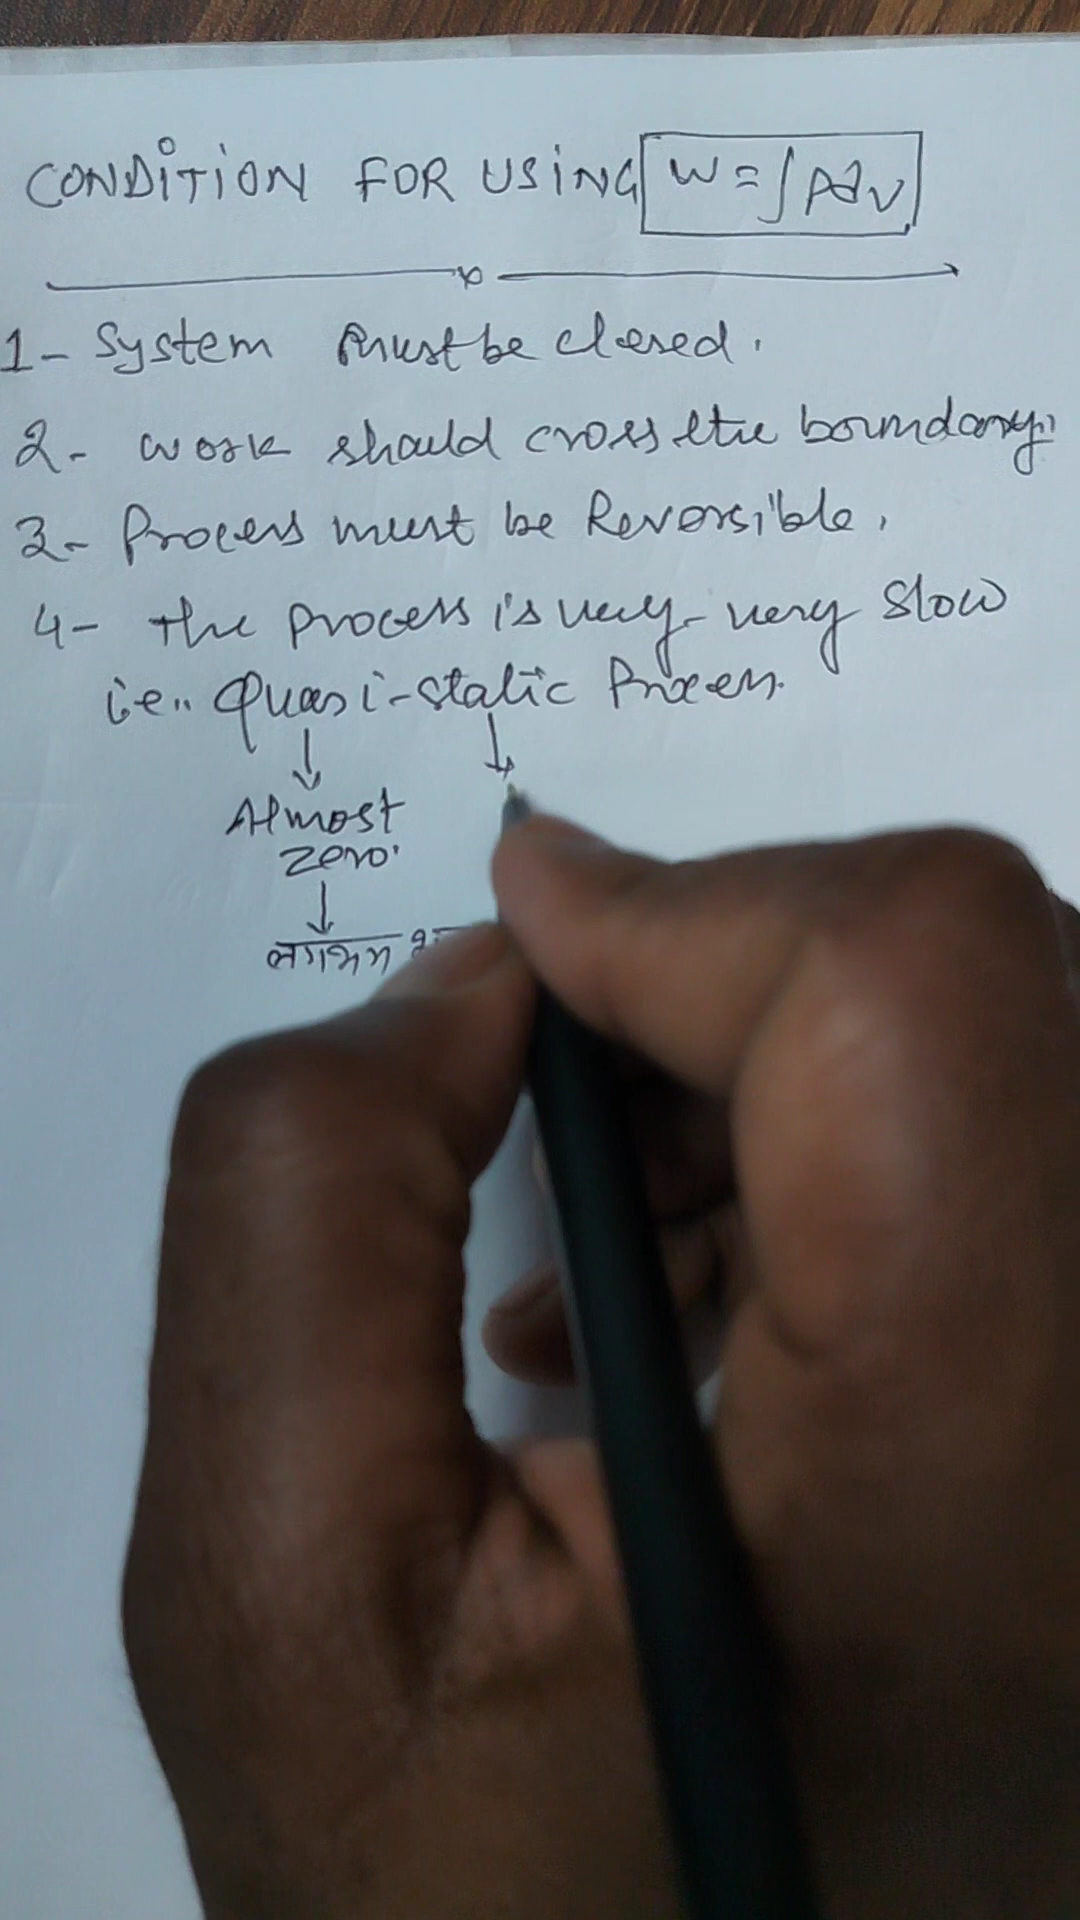 CONDITION FOR USING W = ∫PdV
1- System must be closed.
2- work should cross the boundary.
3- Process must be Reversible.
4- the process is very-very slow
i.e., Quasi-static Process.
Almost
zero.
लगभग